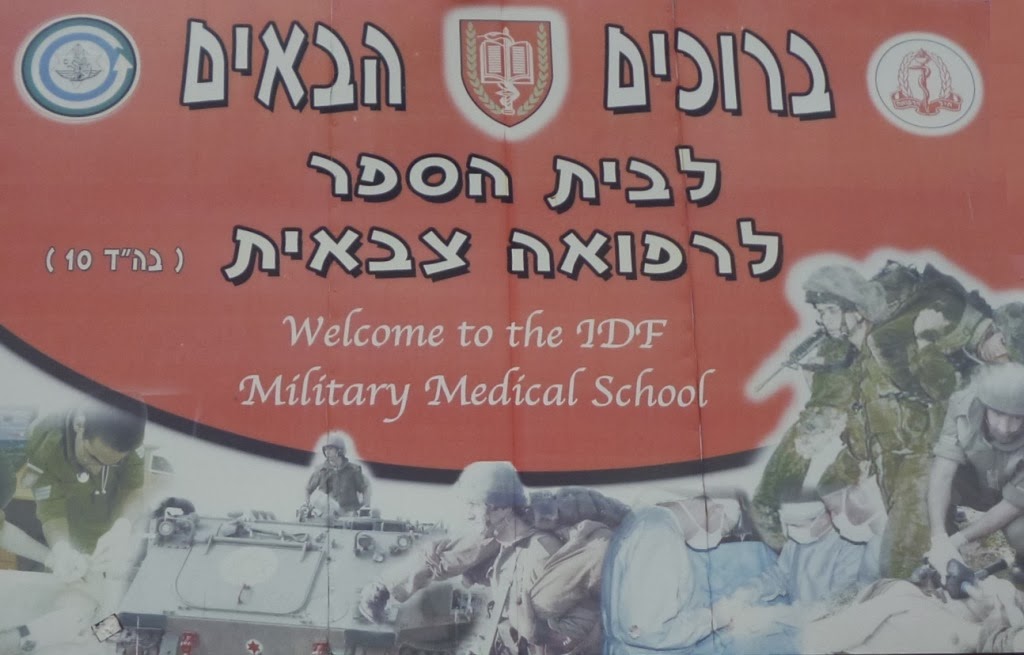 ברוכים הבאים
לבית הספר
לרפואה צבאית
( בה"ד 10 )
Welcome to the IDF
Military Medical School